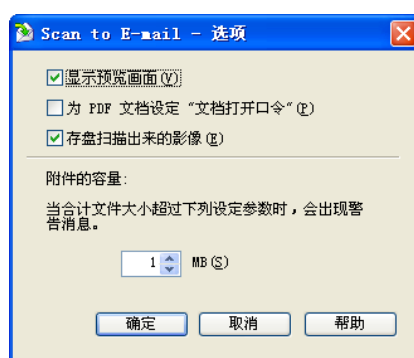 Scan to E-mail - 选项
显示预览画面(V)
为 PDF 文档设定 “文档打开口令”(P)
存盘扫描出来的影像(E)
附件的容量:
当合计文件大小超过下列设定参数时，会出现警
告消息。
1 MB(S)
确定 取消 帮助